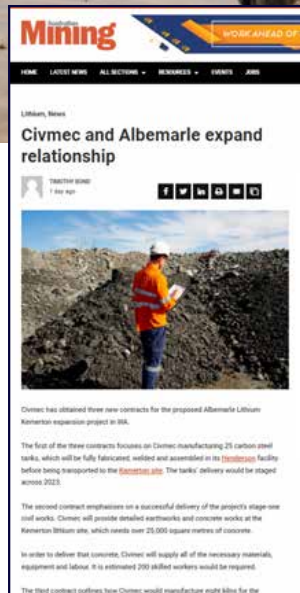 Australian
Mining
WORK AHEAD OF
HOME LATEST NEWS ALL SECTIONS RESOURCES EVENTS JOBS
Lithium, News
Civmec and Albemarle expand
relationship
TIMOTHY BOND
1 day ago
Civmec has obtained three new contracts for the proposed Albemarle Lithium
Kemerton expansion project in WA.
The first of the three contracts focuses on Civmec manufacturing 25 carbon steel
tanks, which will be fully fabricated, welded and assembled in its Henderson facility
before being transported to the Kemerton site. The tanks' delivery would be staged
across 2023.
The second contract emphasises on a successful delivery of the project's stage-one
civil works. Civmec will provide detailed earthworks and concrete works at the
Kemerton lithium site, which needs over 25,000 square metres of concrete.
In order to deliver that concrete, Civmec will supply all of the necessary materials,
equipment and labour. It is estimated 200 skilled workers would be required.
The third contract outlines how Civmec would manufacture eight kilns for the